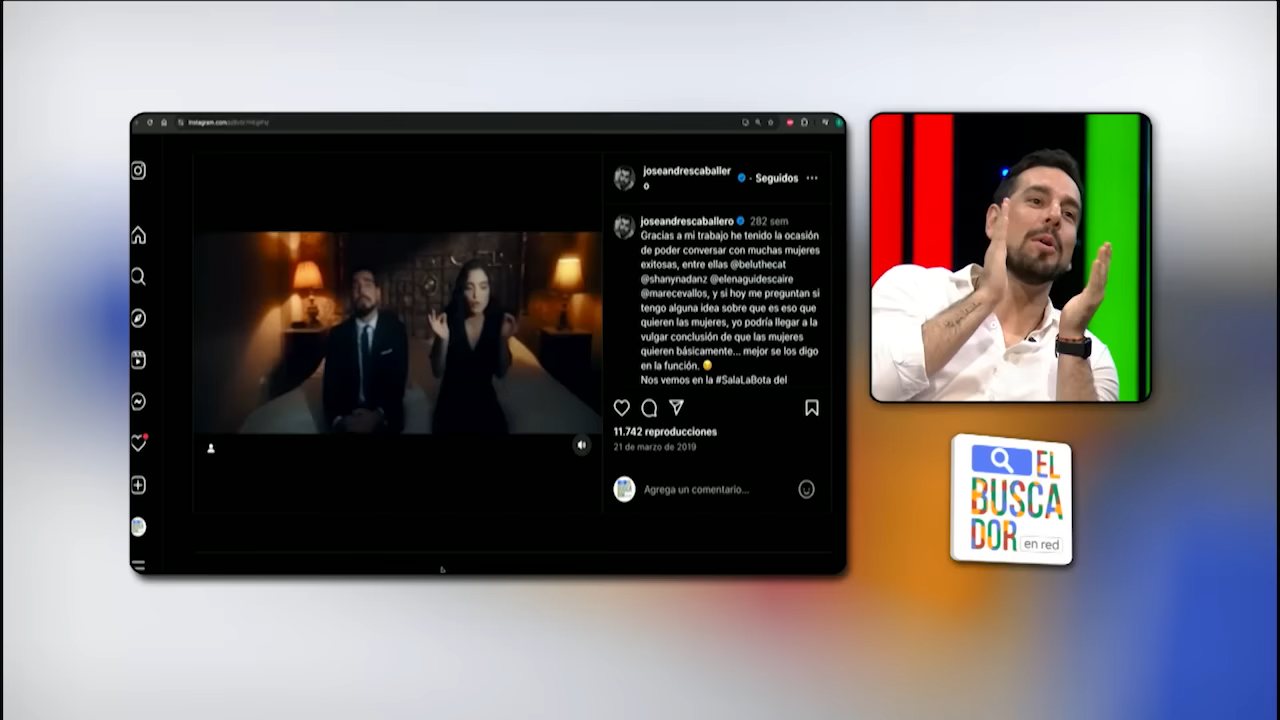 joseandrescaballer
o
Seguidos
joseandrescaballero 282 sem
Gracias a mi trabajo he tenido la ocasión
de poder conversar con muchas mujeres
exitosas, entre ellas @beluthecat
@shanynadanz @elenaguidescaire
@marecevallos, y si hoy me preguntan si
tengo alguna idea sobre que es eso que
quieren las mujeres, yo podría llegar a la
vulgar conclusión de que las mujeres
quieren básicamente... mejor se los digo
en la función.
Nos vemos en la #SalaLaBota del
11.742 reproducciones
21 de marzo de 2019
Agrega un comentario...
EL
BUSCA
DOR en red